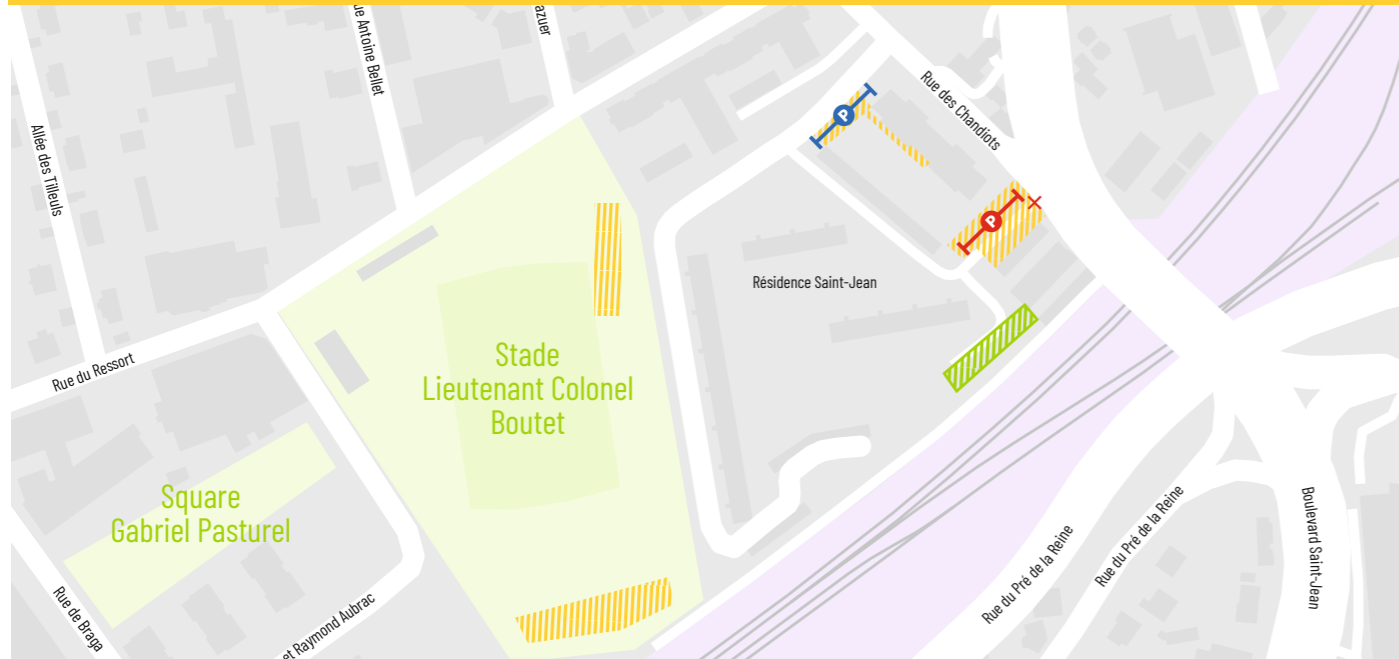 ue Antoine Bellet
azuer
Rue des Chandiots
Allée des Tilleuls
P
P
Résidence Saint-Jean
Rue du Ressort
Stade
Lieutenant Colonel
Boutet
Square
Gabriel Pasturel
Rue du Pré de la Reine
Rue du Pré de la Reine
Boulevard Saint-Jean
Rue de Braga
et Raymond Aubrac